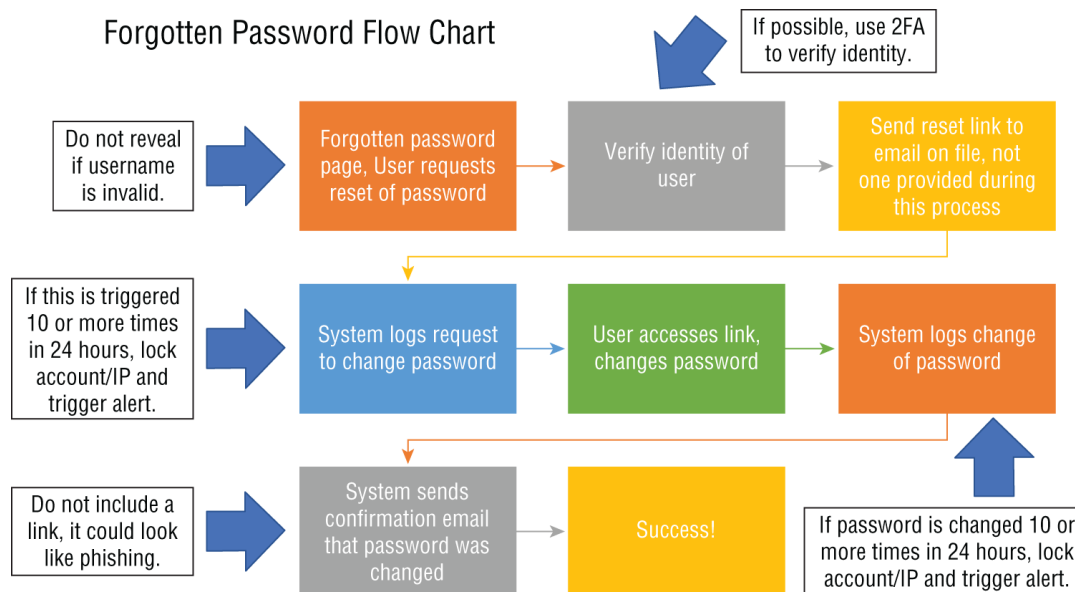 Forgotten Password Flow Chart
If possible, use 2FA
to verify identity.
Do not reveal
if username
is invalid.
Forgotten password
page, User requests
reset of password
Verify identity of
user
Send reset link to
email on file, not
one provided during
this process
If this is triggered
10 or more times
in 24 hours, lock
account/IP and
trigger alert.
System logs request
to change password
User accesses link,
changes password
System logs change
of password
Do not include a
link, it could look
like phishing.
System sends
confirmation email
that password was
changed
Success!
If password is changed 10 or
more times in 24 hours, lock
account/IP and trigger alert.